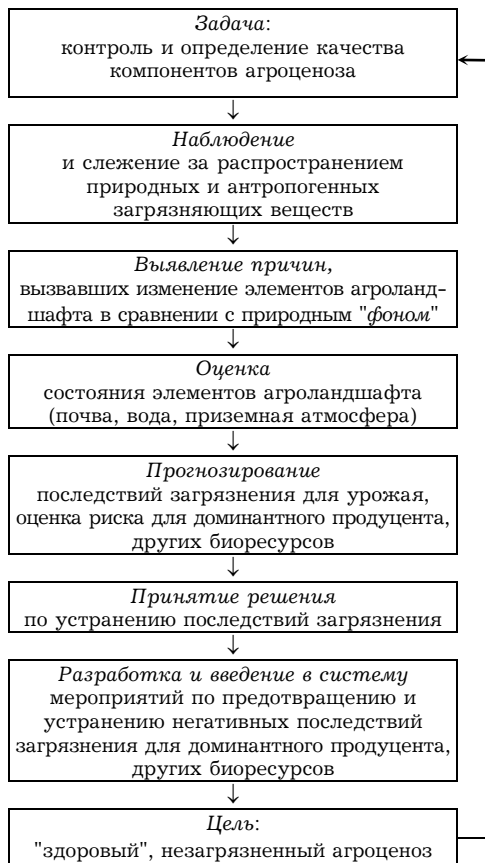 Задача:
контроль и определение качества
компонентов агроценоза
Наблюдение
и слежение за распространением
природных и антропогенных
загрязняющих веществ
Выявление причин,
вызвавших изменение элементов агроланд-
шафта в сравнении с природным "фоном"
Оценка
состояния элементов агроландшафта
(почва, вода, приземная атмосфера)
Прогнозирование
последствий загрязнения для урожая,
оценка риска для доминантного продуцента,
других биоресурсов
Принятие решения
по устранению последствий загрязнения
Разработка и введение в систему
мероприятий по предотвращению и
устранению негативных последствий
загрязнения для доминантного продуцента,
других биоресурсов
Цель:
"здоровый", незагрязненный агроценоз